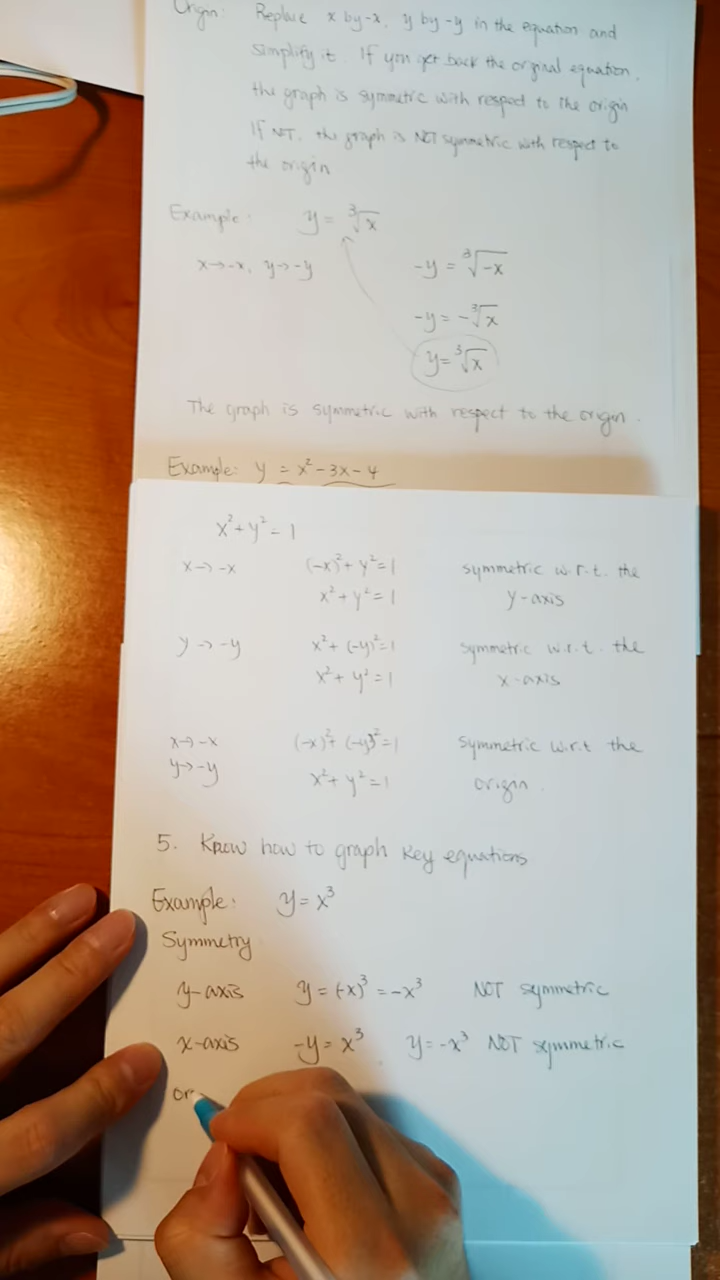 Origin: Replace x by -x, y by -y in the equation and
simplify it. If you get back the orginal equation,
the graph is symmetric with respect to the origin
If NOT, the graph is NOT symmetric with respect to
the origin
Example: y = ∛x
x→-x, y→-y -y = ∛-x
-y = -∛x
y = ∛x
The graph is symmetric with respect to the origin.
Example: y = x² - 3x - 4
x² + y² = 1
x → -x (-x)² + y² = 1 symmetric w.r.t. the
x² + y² = 1 y-axis
y → -y x² + (-y)² = 1 symmetric w.r.t. the
x² + y² = 1 x-axis
x → -x (-x)² + (-y)² = 1 symmetric w.r.t the
y → -y x² + y² = 1 origin.
5. Know how to graph key equations
Example: y = x³
Symmetry
y-axis y = (-x)³ = -x³ NOT symmetric
x-axis -y = x³, y = -x³ NOT symmetric
or